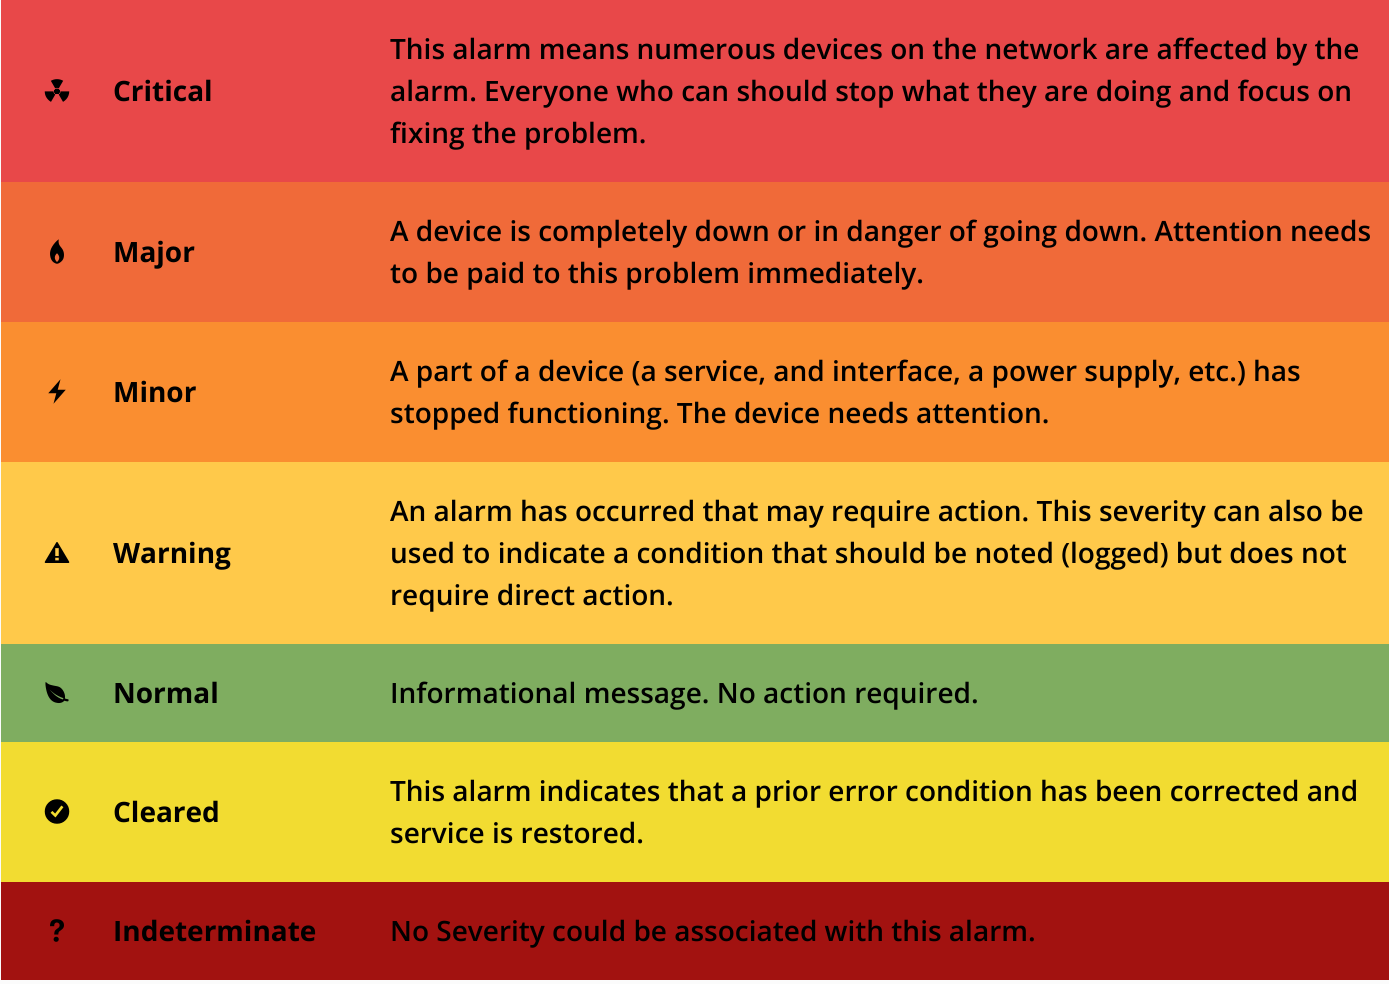 This alarm means numerous devices on the network are affected by the
Critical alarm. Everyone who can should stop what they are doing and focus on
fixing the problem.
A device is completely down or in danger of going down. Attention needs
Major
to be paid to this problem immediately.
A part of a device (a service, and interface, a power supply, etc.) has
Minor
stopped functioning. The device needs attention.
An alarm has occurred that may require action. This severity can also be
Warning used to indicate a condition that should be noted (logged) but does not
require direct action.
Normal Informational message. No action required.
This alarm indicates that a prior error condition has been corrected and
Cleared
service is restored.
? Indeterminate No Severity could be associated with this alarm.